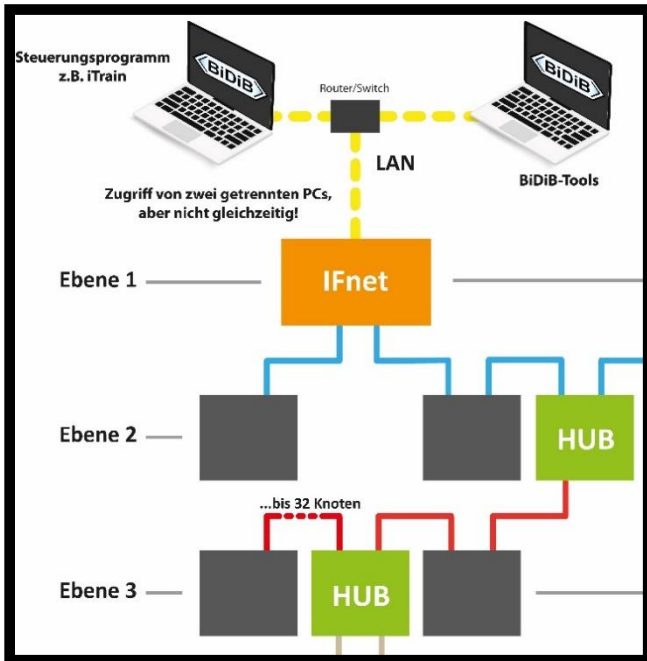 Steuerungsprogramm
z.B. iTrain
BiDiB
Router/Switch
BiDiB
LAN
BiDiB-Tools
Zugriff von zwei getrennten PCs,
aber nicht gleichzeitig!
Ebene 1
IFnet
Ebene 2
HUB
...bis 32 Knoten
Ebene 3
HUB